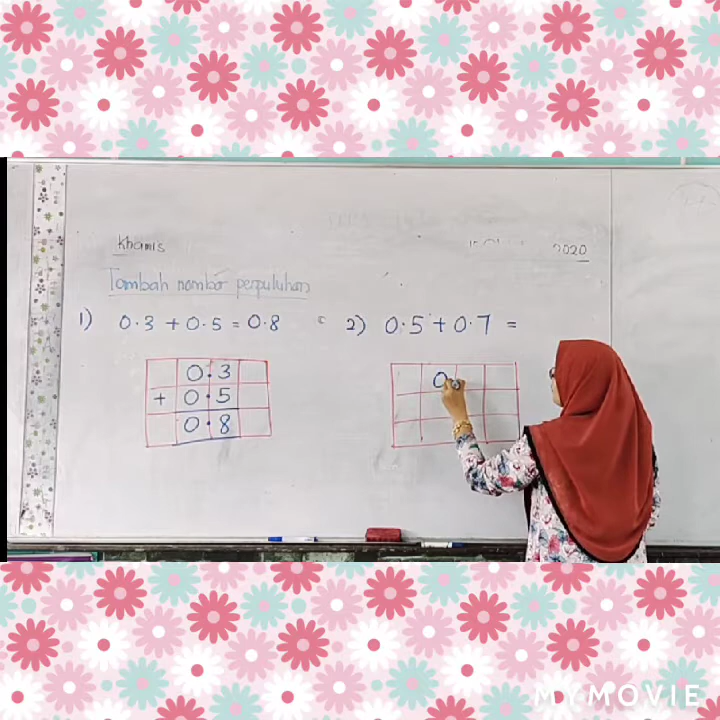 Khamis
2020
Tambah nombor perpuluhan
1) 0.3 + 0.5 = 0.8
2) 0.5 + 0.7 =
0.3
+ 0.5
0.8
0
MYMOVIE